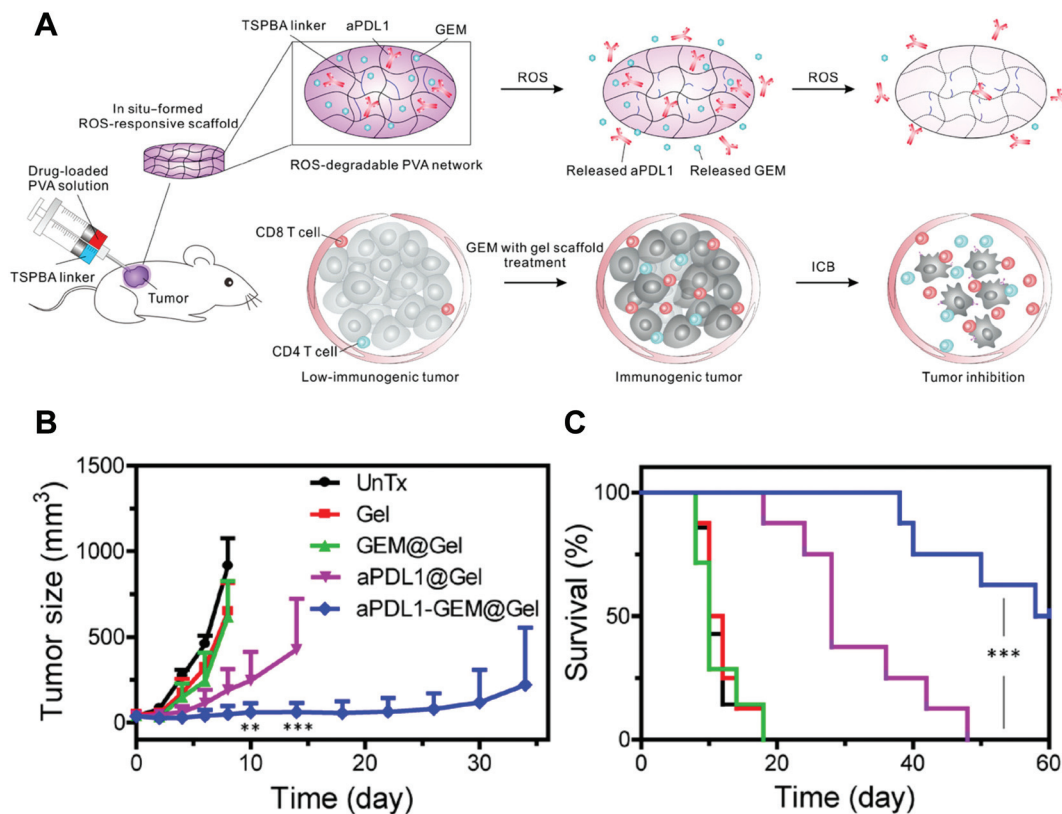 A
TSPBA linker
aPDL1
GEM
In situ–formed
ROS-responsive scaffold
ROS
ROS
Drug-loaded
PVA solution
ROS-degradable PVA network
Released aPDL1
Released GEM
TSPBA linker
Tumor
CD8 T cell
GEM with gel scaffold
treatment
ICB
CD4 T cell
Low-immunogenic tumor
Immunogenic tumor
Tumor inhibition
B
Tumor size (mm3)
1500
1000
500
0
UnTx
Gel
GEM@Gel
aPDL1@Gel
aPDL1-GEM@Gel
**
***
0
10
20
30
Time (day)
C
Survival (%)
100
50
0
***
0
20
40
60
Time (day)